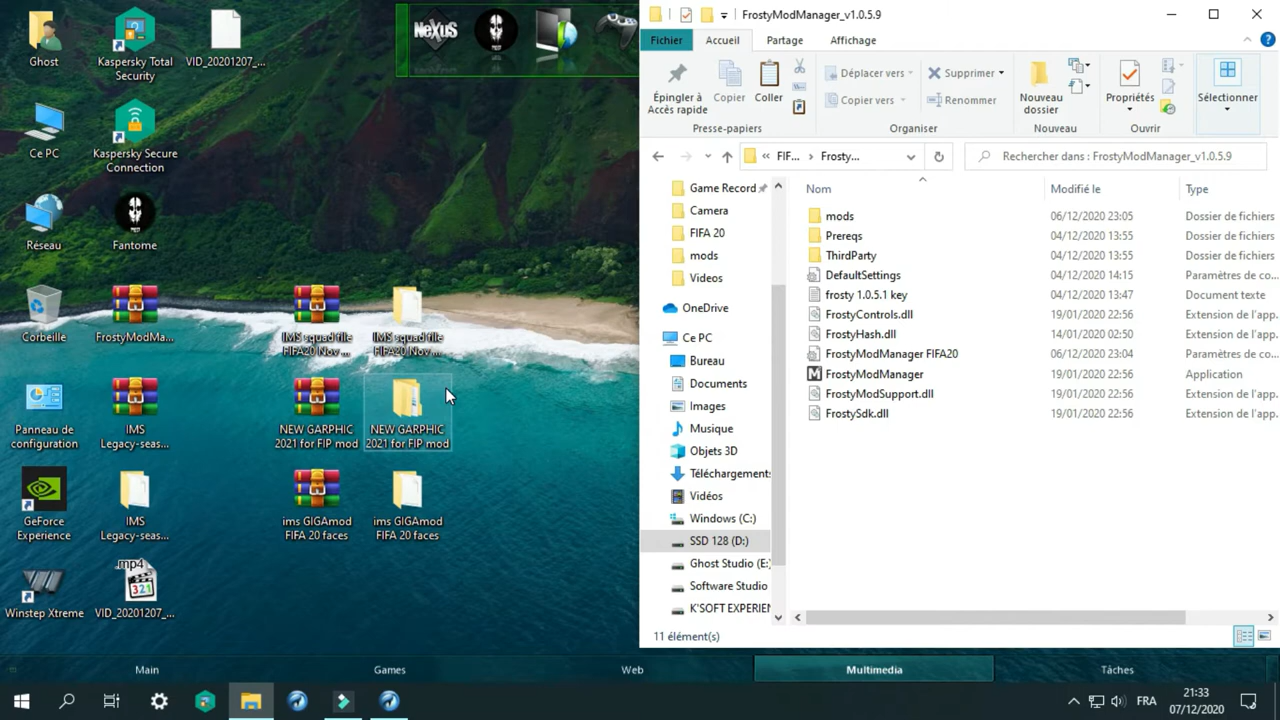 Ghost
Kaspersky Total
Security
VID_20201207_...
Ce PC
Kaspersky Secure
Connection
Réseau
Fantome
Corbeille
FrostyModMa...
IMS squad file
FIFA20 Nov ...
IMS squad file
FIFA20 Nov ...
Panneau de
configuration
IMS
Legacy-seas...
NEW GARPHIC
2021 for FIP mod
NEW GARPHIC
2021 for FIP mod
GeForce
Experience
IMS
Legacy-seas...
ims GIGAmod
FIFA 20 faces
ims GIGAmod
FIFA 20 faces
Winstep Xtreme
.mp4
321
VID_20201207_...
NeXuS
FrostyModManager_v1.0.5.9
Fichier
Accueil
Partage
Affichage
Épingler à
Accès rapide
Copier
Coller
Presse-papiers
Déplacer vers
Copier vers
Supprimer
Renommer
Organiser
Nouveau
dossier
Nouveau
Propriétés
Ouvrir
Sélectionner
« FIF... > Frosty...
Rechercher dans : FrostyModManager_v1.0.5.9
Game Record
Camera
FIFA 20
mods
Videos
OneDrive
Ce PC
Bureau
Documents
Images
Musique
Objets 3D
Téléchargements
Vidéos
Windows (C:)
SSD 128 (D:)
Ghost Studio (E:)
Software Studio
K'SOFT EXPERIEN
Nom Modifié le Type
mods 06/12/2020 23:05 Dossier de fichiers
Prereqs 04/12/2020 13:55 Dossier de fichiers
ThirdParty 04/12/2020 13:55 Dossier de fichiers
DefaultSettings 04/12/2020 14:15 Paramètres de co...
frosty 1.0.5.1 key 04/12/2020 13:47 Document texte
FrostyControls.dll 19/01/2020 22:56 Extension de l'app...
FrostyHash.dll 14/01/2020 02:50 Extension de l'app...
FrostyModManager FIFA20 06/12/2020 23:04 Paramètres de co...
FrostyModManager 19/01/2020 22:56 Application
FrostyModSupport.dll 19/01/2020 22:56 Extension de l'app...
FrostySdk.dll 19/01/2020 22:56 Extension de l'app...
11 élément(s)
Main
Games
Web
Multimedia
Tâches
FRA
21:33
07/12/2020